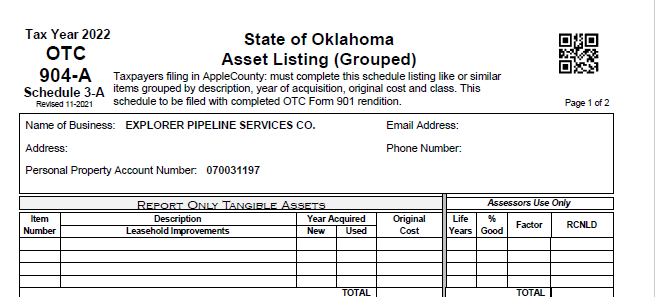 Tax Year 2022
OTC
904-A
Schedule 3-A
Revised 11-2021
State of Oklahoma
Asset Listing (Grouped)
Taxpayers filing in AppleCounty: must complete this schedule listing like or similar
items grouped by description, year of acquisition, original cost and class. This
schedule to be filed with completed OTC Form 901 rendition.
Page 1 of 2
Name of Business: EXPLORER PIPELINE SERVICES CO. Email Address:
Address: Phone Number:
Personal Property Account Number: 070031197
REPORT ONLY TANGIBLE ASSETS Assessors Use Only
Item Description Year Acquired Original Life % Factor RCNLD
Number Leasehold Improvements New Used Cost Years Good
TOTAL TOTAL